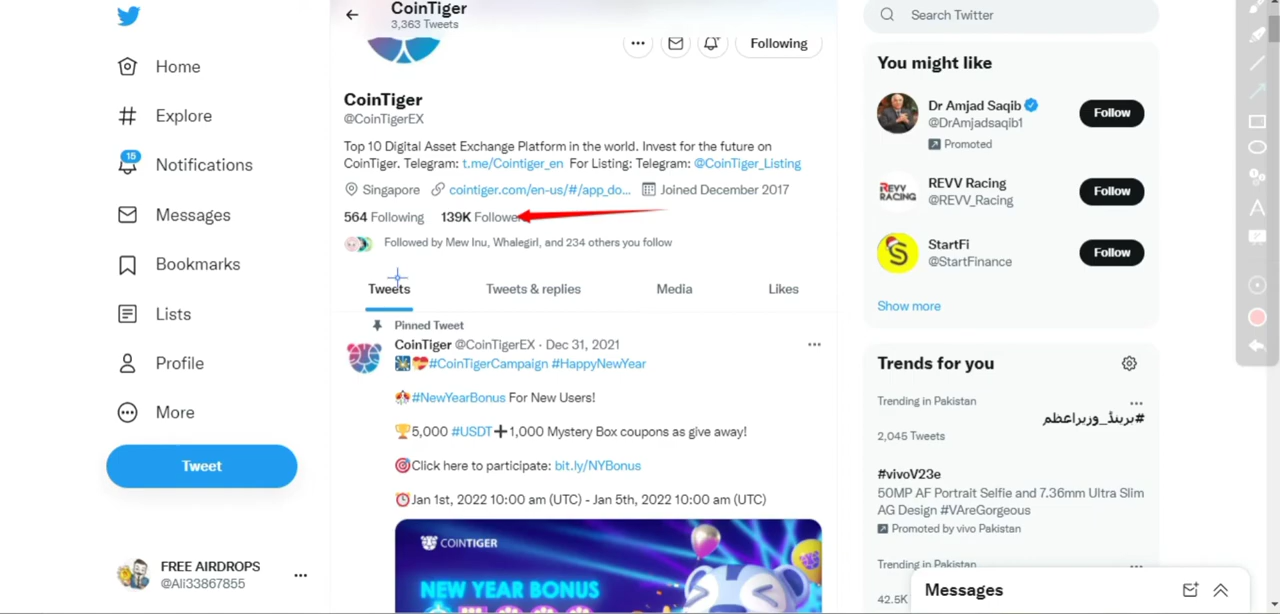 CoinTiger
3,363 Tweets
Following
Home
Explore
15
Notifications
Messages
Bookmarks
Lists
Profile
More
Tweet
FREE AIRDROPS
@Ali33867855
CoinTiger
@CoinTigerEX
Top 10 Digital Asset Exchange Platform in the world. Invest for the future on
CoinTiger. Telegram: t.me/Cointiger_en For Listing: Telegram: @CoinTiger_Listing
Singapore cointiger.com/en-us/#/app_do... Joined December 2017
564 Following 139K Follower
Followed by Mew Inu, Whalegirl, and 234 others you follow
Tweets Tweets & replies Media Likes
Pinned Tweet
CoinTiger @CoinTigerEX · Dec 31, 2021
#CoinTigerCampaign #HappyNewYear
#NewYearBonus For New Users!
5,000 #USDT➕1,000 Mystery Box coupons as give away!
Click here to participate: bit.ly/NYBonus
Jan 1st, 2022 10:00 am (UTC) - Jan 5th, 2022 10:00 am (UTC)
COINTIGER
NEW YEAR BONUS
Search Twitter
You might like
Dr Amjad Saqib
@DrAmjadsaqib1
Promoted
Follow
REVV RACING
REVV Racing
@REVV_Racing
Follow
StartFi
@StartFinance
Follow
Show more
Trends for you
Trending in Pakistan
#برینڈ_وزیراعظم
2,045 Tweets
#vivoV23e
50MP AF Portrait Selfie and 7.36mm Ultra Slim
AG Design #VAreGorgeous
Promoted by vivo Pakistan
Trending in Pakistan
42.5K
Messages